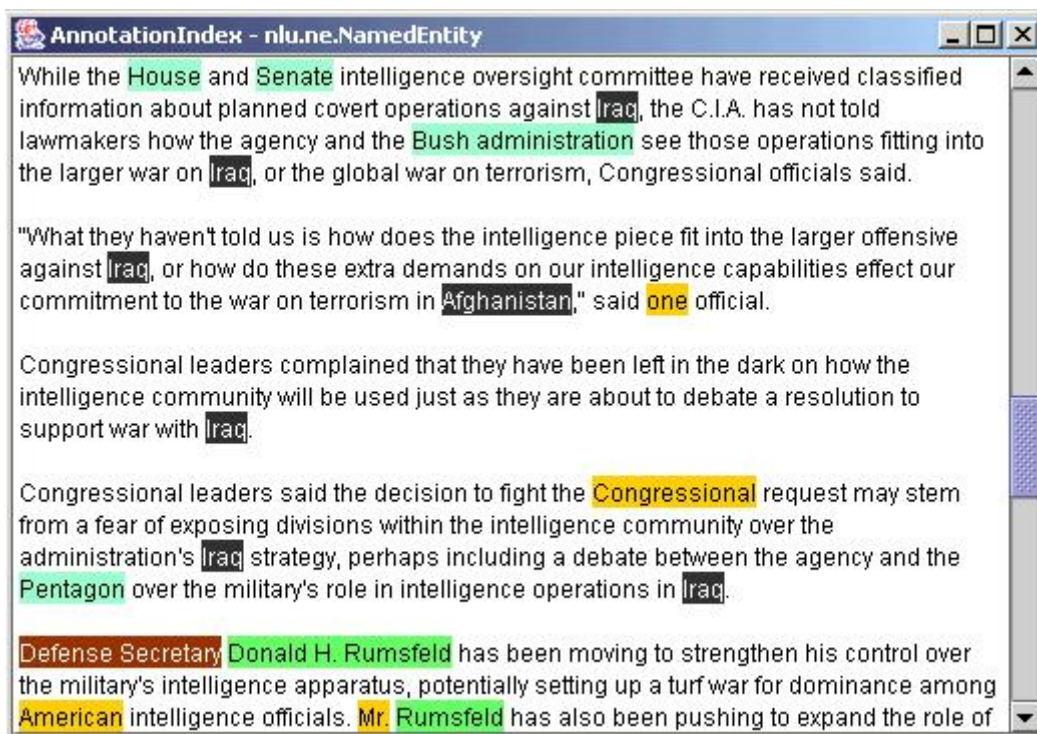 AnnotationIndex - nlu.ne.NamedEntity
While the House and Senate intelligence oversight committee have received classified
information about planned covert operations against Iraq, the C.I.A. has not told
lawmakers how the agency and the Bush administration see those operations fitting into
the larger war on Iraq, or the global war on terrorism, Congressional officials said.
"What they haven't told us is how does the intelligence piece fit into the larger offensive
against Iraq, or how do these extra demands on our intelligence capabilities effect our
commitment to the war on terrorism in Afghanistan," said one official.
Congressional leaders complained that they have been left in the dark on how the
intelligence community will be used just as they are about to debate a resolution to
support war with Iraq.
Congressional leaders said the decision to fight the Congressional request may stem
from a fear of exposing divisions within the intelligence community over the
administration's Iraq strategy, perhaps including a debate between the agency and the
Pentagon over the military's role in intelligence operations in Iraq.
Defense Secretary Donald H. Rumsfeld has been moving to strengthen his control over
the military's intelligence apparatus, potentially setting up a turf war for dominance among
American intelligence officials. Mr. Rumsfeld has also been pushing to expand the role of